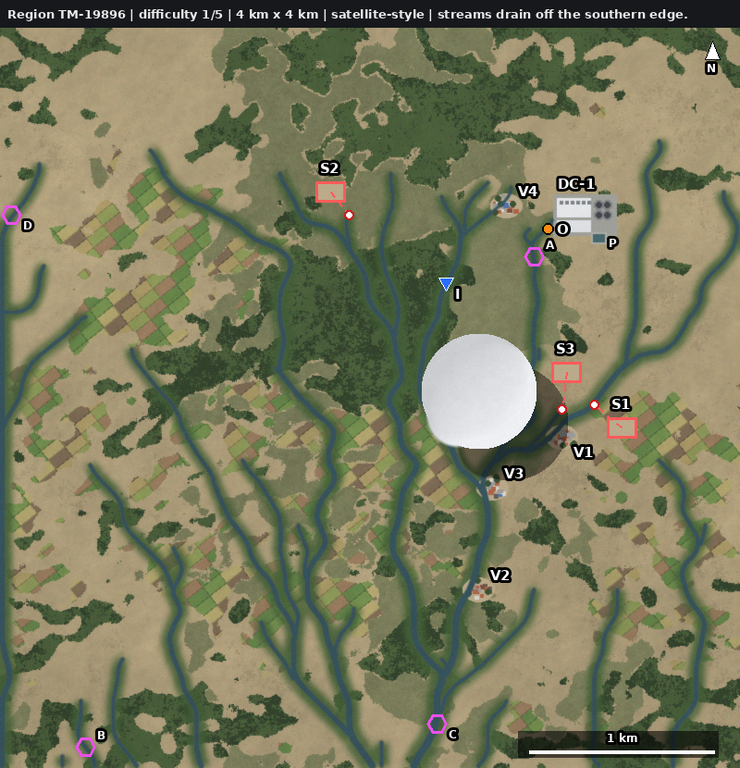 Region TM-19896 | difficulty 1/5 | 4 km x 4 km | satellite-style | streams drain off the southern edge.
N
S2
V4
DC-1
D
O
A
P
I
S3
S1
V1
V3
V2
B
C
1 km